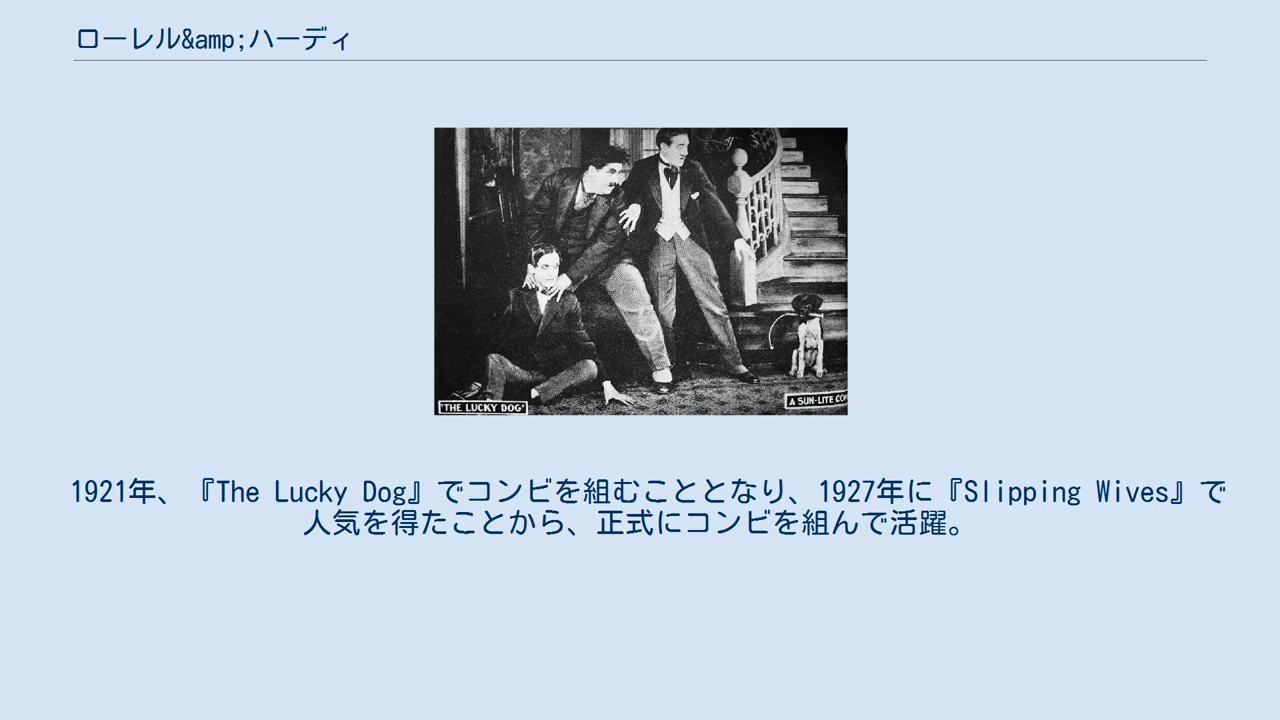 ローレル&amp;ハーディ
"THE LUCKY DOG"
A SUN-LITE
1921年、『The Lucky Dog』でコンビを組むこととなり、1927年に『Slipping Wives』で
人気を得たことから、正式にコンビを組んで活躍。